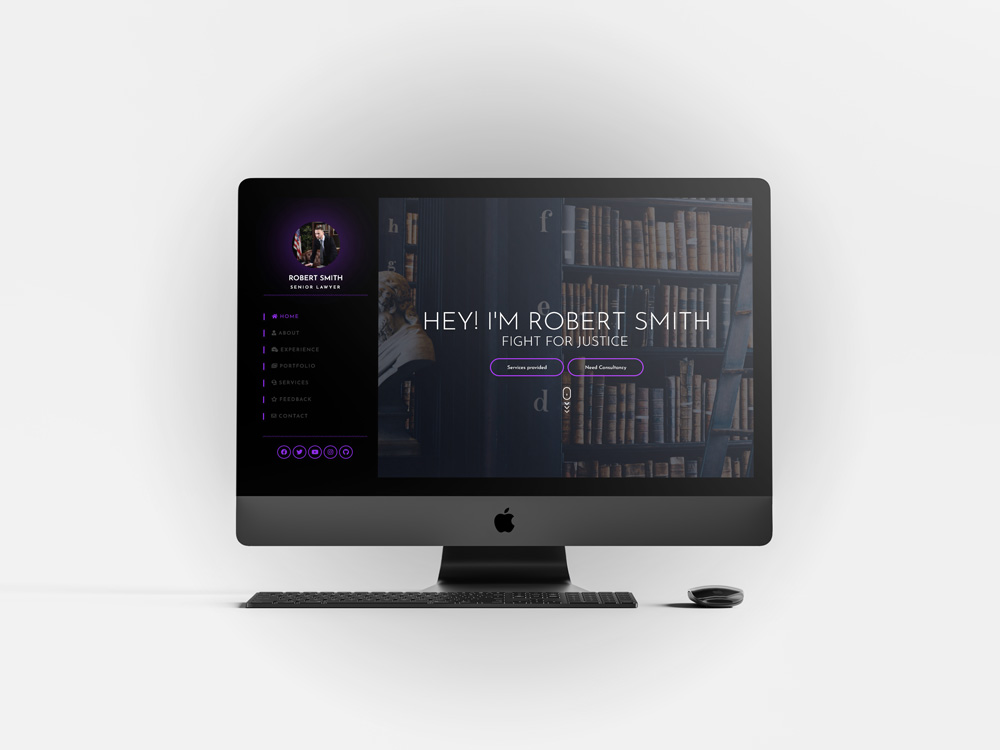 ROBERT SMITH
SENIOR LAWYER
HOME
ABOUT
EXPERIENCE
PORTFOLIO
SERVICES
FEEDBACK
CONTACT
h
g
f
e
d
HEY! I'M ROBERT SMITH
FIGHT FOR JUSTICE
Services provided
Need Consultancy